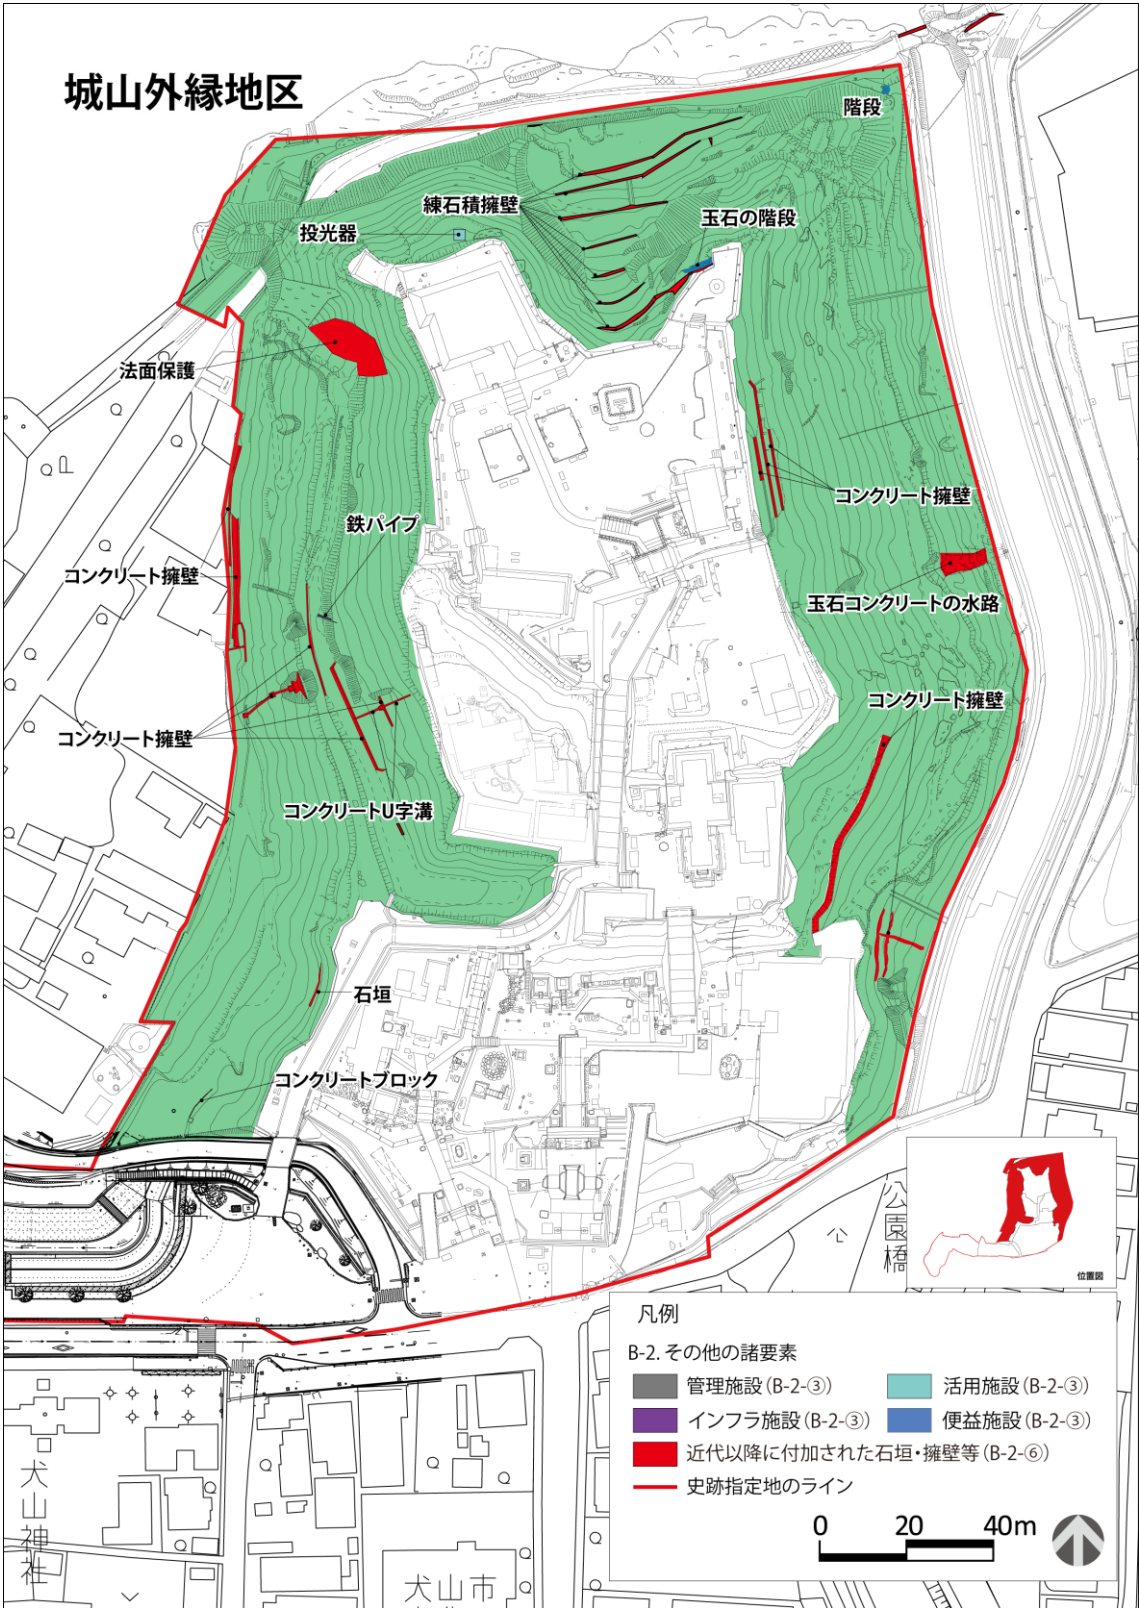 城山外縁地区
階段
練石積擁壁
玉石の階段
投光器
法面保護
コンクリート擁壁
鉄パイプ
コンクリート擁壁
玉石コンクリートの水路
コンクリート擁壁
コンクリート擁壁
コンクリートU字溝
石垣
コンクリートブロック
公園橋
位置図
凡例
B-2. その他の諸要素
管理施設(B-2-③)
活用施設(B-2-③)
インフラ施設(B-2-③)
便益施設(B-2-③)
近代以降に付加された石垣・擁壁等(B-2-⑥)
史跡指定地のライン
0 20 40m
犬山神社
犬山市